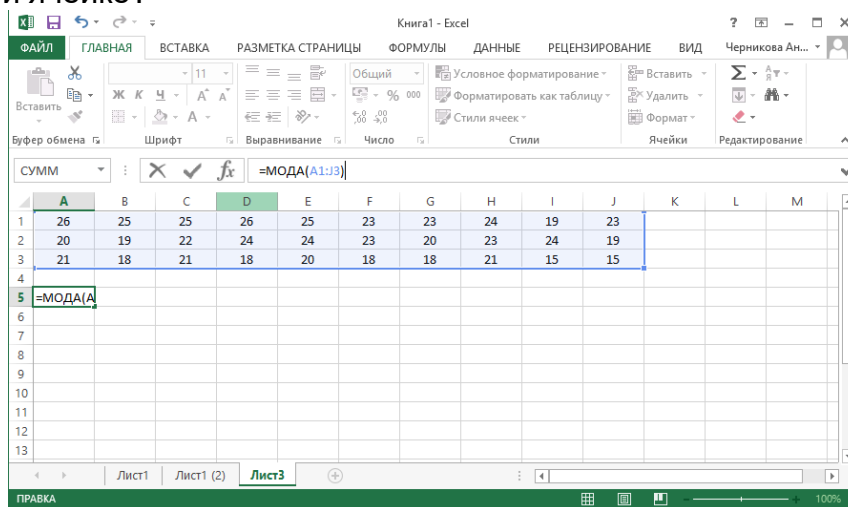 Книга1 - Excel
ФАЙЛ ГЛАВНАЯ ВСТАВКА РАЗМЕТКА СТРАНИЦЫ ФОРМУЛЫ ДАННЫЕ РЕЦЕНЗИРОВАНИЕ ВИД Черникова Ан...
Вставить
Ж К Ч 11 А А
Общий
% 000
Условное форматирование
Форматировать как таблицу
Стили ячеек
Вставить
Удалить
Формат
Буфер обмена Шрифт Выравнивание Число Стили Ячейки Редактирование
СУММ fx =МОДА(A1:J3)
A B C D E F G H I J K L M
1 26 25 25 26 25 23 23 24 19 23
2 20 19 22 24 24 23 20 23 24 19
3 21 18 21 18 20 18 18 21 15 15
4
5 =МОДА(A
6
7
8
9
10
11
12
13
Лист1 Лист1 (2) Лист3
ПРАВКА 100%